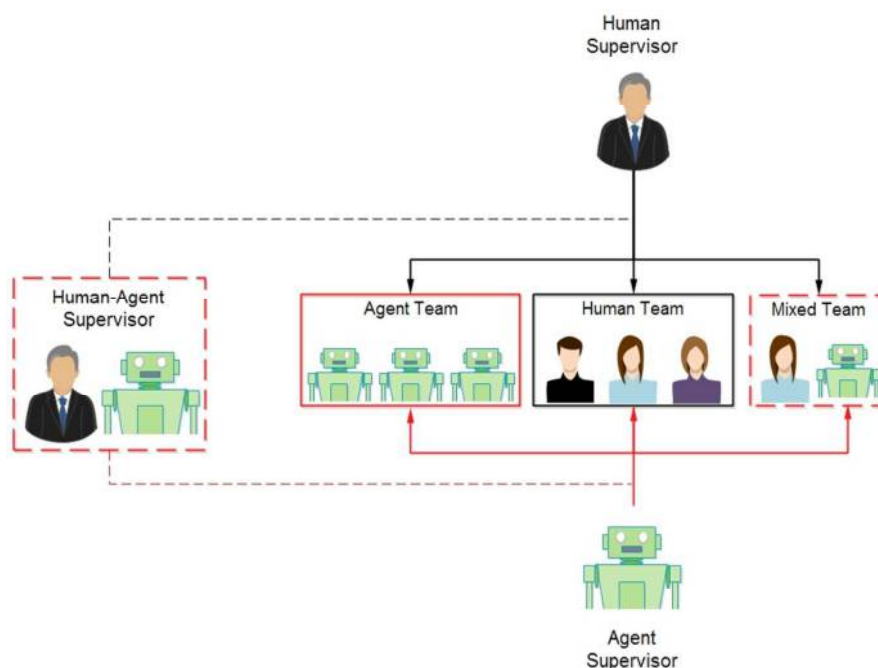 Human
Supervisor
Human-Agent
Supervisor
Agent Team
Human Team
Mixed Team
Agent
Supervisor